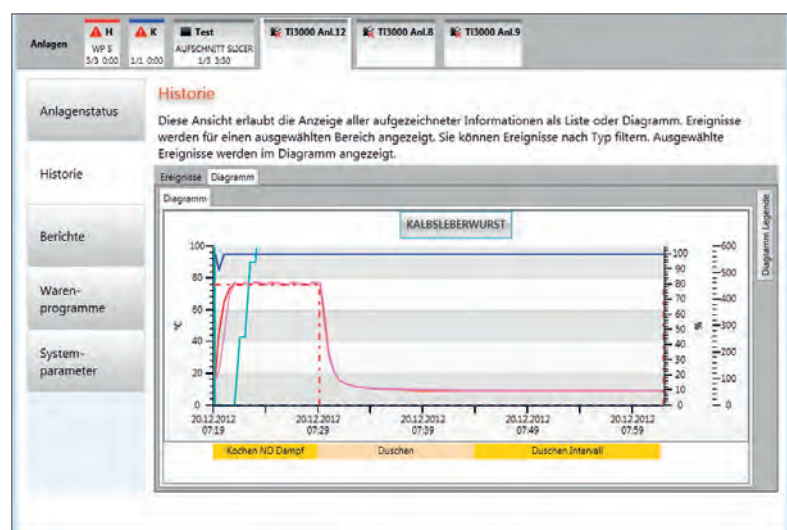 Anlagen
H
WP S
3/3 0:00
K
1/1 0:00
Test
AUFSCHNITT SLICER
1/3 3:30
TI3000 Anl.12
TI3000 Anl.8
TI3000 Anl.9
Anlagenstatus
Historie
Berichte
Waren-
programme
System-
parameter
Historie
Diese Ansicht erlaubt die Anzeige aller aufgezeichneter Informationen als Liste oder Diagramm. Ereignisse
werden für einen ausgewählten Bereich angezeigt. Sie können Ereignisse nach Typ filtern. Ausgewählte
Ereignisse werden im Diagramm angezeigt.
Ereignisse Diagramm
Diagramm
Diagramm Legende
KALBSLEBERWURST
°C
100
80
60
40
20
0
%
100
90
80
70
60
50
40
30
20
10
0
600
500
400
300
200
100
0
20.12.2012
07:19
20.12.2012
07:29
20.12.2012
07:39
20.12.2012
07:49
20.12.2012
07:59
Kochen ND Dampf
Duschen
Duschen Intervall